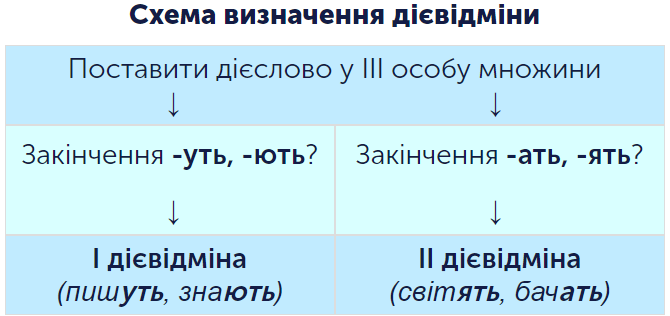 Схема визначення дієвідміни
Поставити дієслово у ІІІ особу множини
↓ ↓
Закінчення -уть, -ють? Закінчення -ать, -ять?
↓ ↓
І дієвідміна ІІ дієвідміна
(пишуть, знають) (світять, бачать)